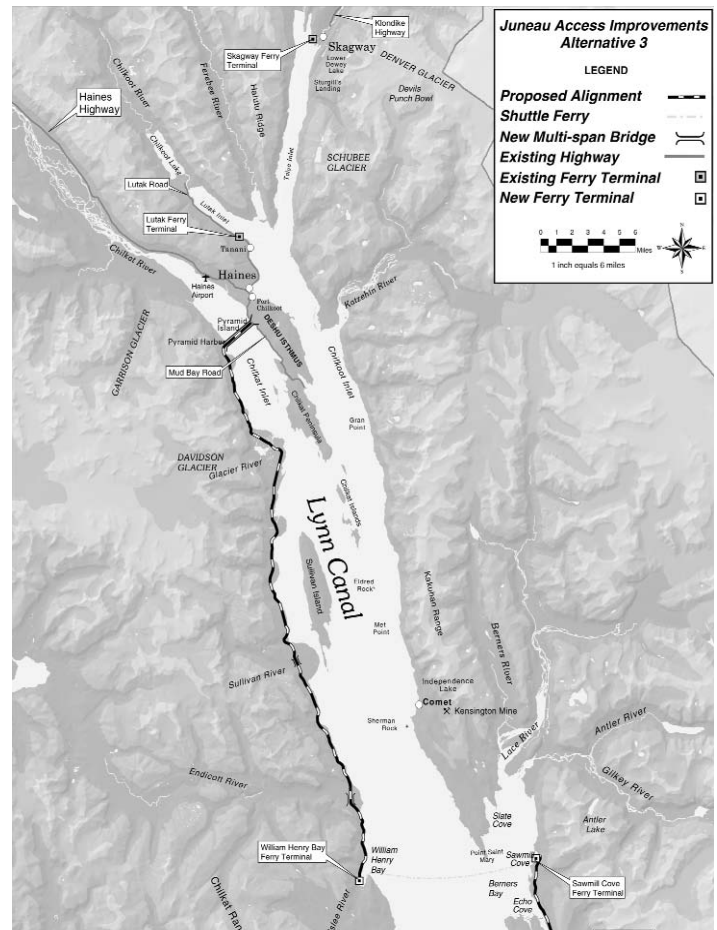 Juneau Access Improvements
Alternative 3
LEGEND
Proposed Alignment
Shuttle Ferry
New Multi-span Bridge
Existing Highway
Existing Ferry Terminal
New Ferry Terminal
0 1 2 3 4 5 6
Miles
1 inch equals 6 miles
N
W
E
S
Klondike
Highway
Skagway Ferry
Terminal
Skagway
Lower
Dewey
Lake
Sturgill's
Landing
DENVER GLACIER
Devils
Punch Bowl
Haines
Highway
Chilkoot River
Ferebee River
Taiya Inlet
SCHUBEE
GLACIER
Chilkoot Lake
Lutak Road
Lutak Inlet
Lutak Ferry
Terminal
Tanani
Chilkat River
Haines
Haines
Airport
Port
Chilkoot
Katzehin River
Pyramid
Island
Pyramid Harbor
GARRISON GLACIER
DESHU ISTHMUS
Mud Bay Road
Chilkat Inlet
Chilkoot Inlet
Chilkat Peninsula
Gran
Point
DAVIDSON
GLACIER
Glacier River
Chilkat Islands
Lynn Canal
Sullivan Island
Eldred
Rock
Kakuhan Range
Met
Point
Berners River
Sullivan River
Independence
Lake
Comet
Kensington Mine
Sherman
Rock
Lace River
Antler River
Gilkey River
Endicott River
Slate
Cove
Antler
Lake
William Henry Bay
Ferry Terminal
William
Henry
Bay
Point Saint
Mary
Sawmill
Cove
Sawmill Cove
Ferry Terminal
Berners
Bay
Echo
Cove